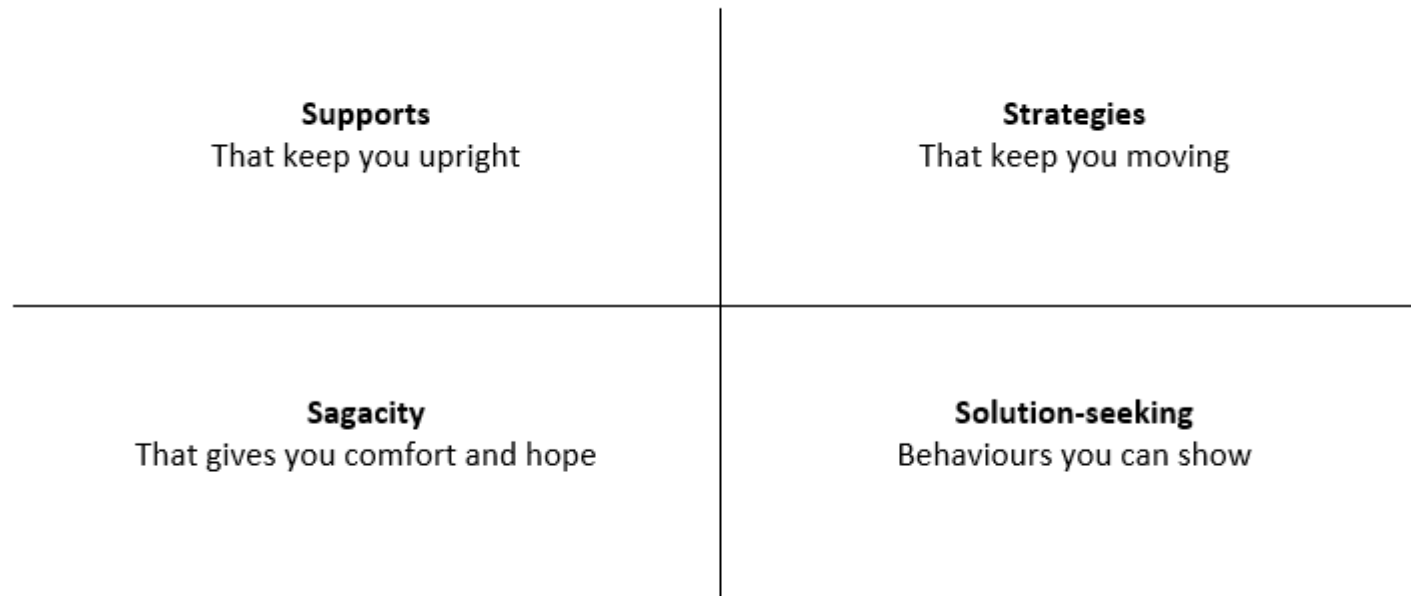 Supports
That keep you upright
Strategies
That keep you moving
Sagacity
That gives you comfort and hope
Solution-seeking
Behaviours you can show